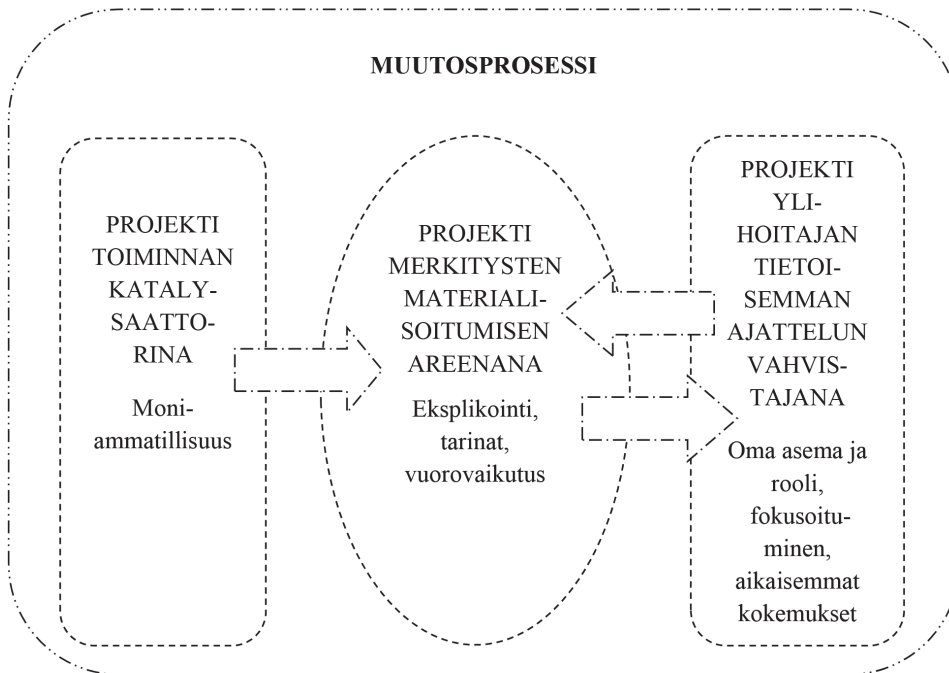 MUUTOSPROSESSI
PROJEKTI
TOIMINNAN
KATALY-
SAATTO-
RINA
Moni-
ammatillisuus
PROJEKTI
MERKITYSTEN
MATERIALI-
SOITUMISEN
AREENANA
Eksplikointi,
tarinat,
vuorovaikutus
PROJEKTI
YLI-
HOITAJAN
TIETOI-
SEMMAN
AJATTELUN
VAHVIS-
TAJANA
Oma asema ja
rooli,
fokusoitu-
minen,
aikaisemmat
kokemukset